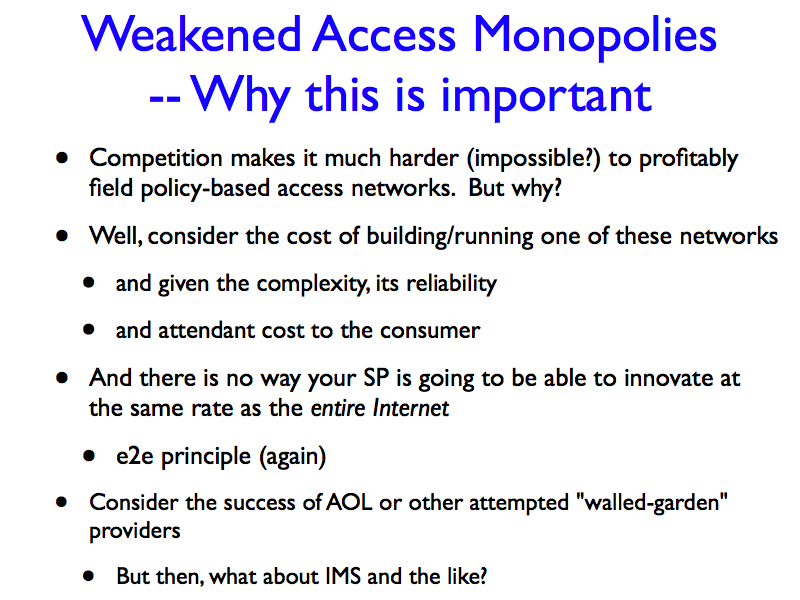 Weakened Access Monopolies
-- Why this is important
• Competition makes it much harder (impossible?) to profitably
field policy-based access networks.  But why?
• Well, consider the cost of building/running one of these networks
• and given the complexity, its reliability
• and attendant cost to the consumer
• And there is no way your SP is going to be able to innovate at
the same rate as the entire Internet
• e2e principle (again)
• Consider the success of AOL or other attempted "walled-garden"
providers
• But then, what about IMS and the like?